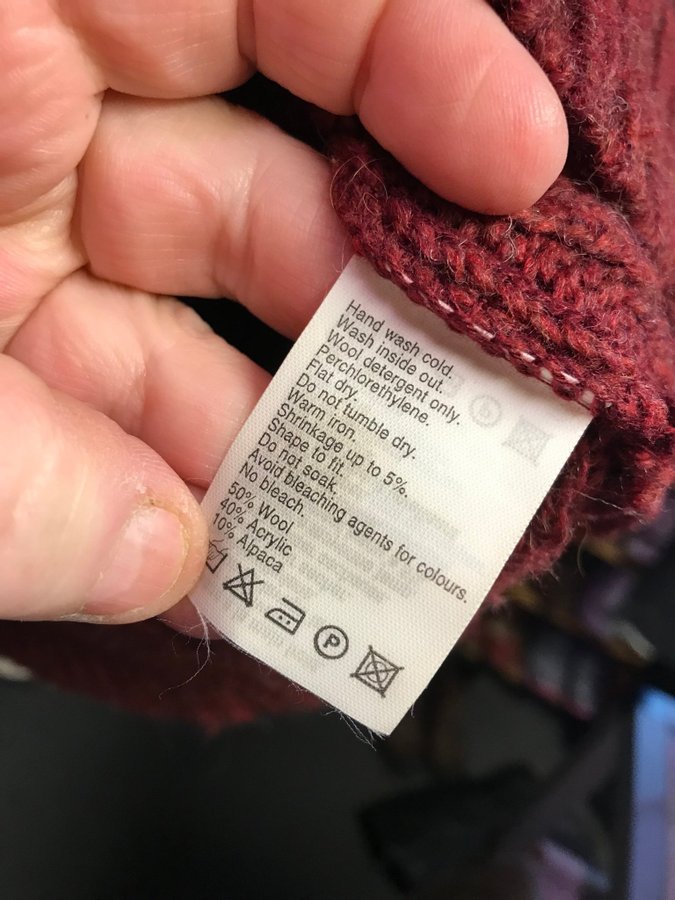 Hand wash cold.
Wash inside out.
Wool detergent only.
Perchlorethylene.
Flat dry.
Do not tumble dry.
Warm iron.
Shrinkage up to 5%.
Shape to fit.
Do not soak.
Avoid bleaching agents for colours.
No bleach.
50% Wool
40% Acrylic
10% Alpaca
P